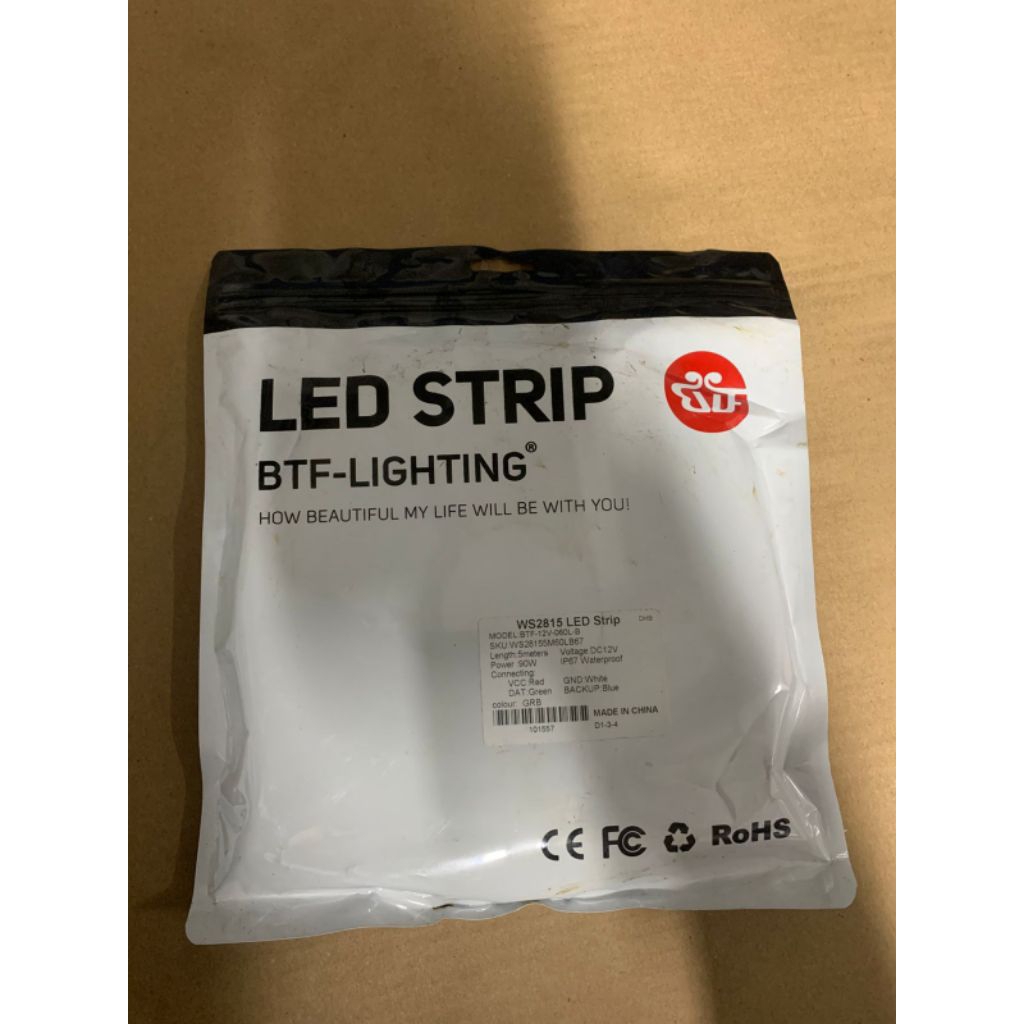 LED STRIP
BTF-LIGHTING®
HOW BEAUTIFUL MY LIFE WILL BE WITH YOU!
WS2815 LED Strip DHB
MODEL:BTF-12V-060L-B
SKU:WS28155M60LB67
Length:5meters Voltage:DC12V
Power :90W IP67 Waterproof
Connecting:
VCC:Red GND:White
DAT:Green BACKUP:Blue
colour: GRB
MADE IN CHINA
101557 D1-3-4
CE FC RoHS